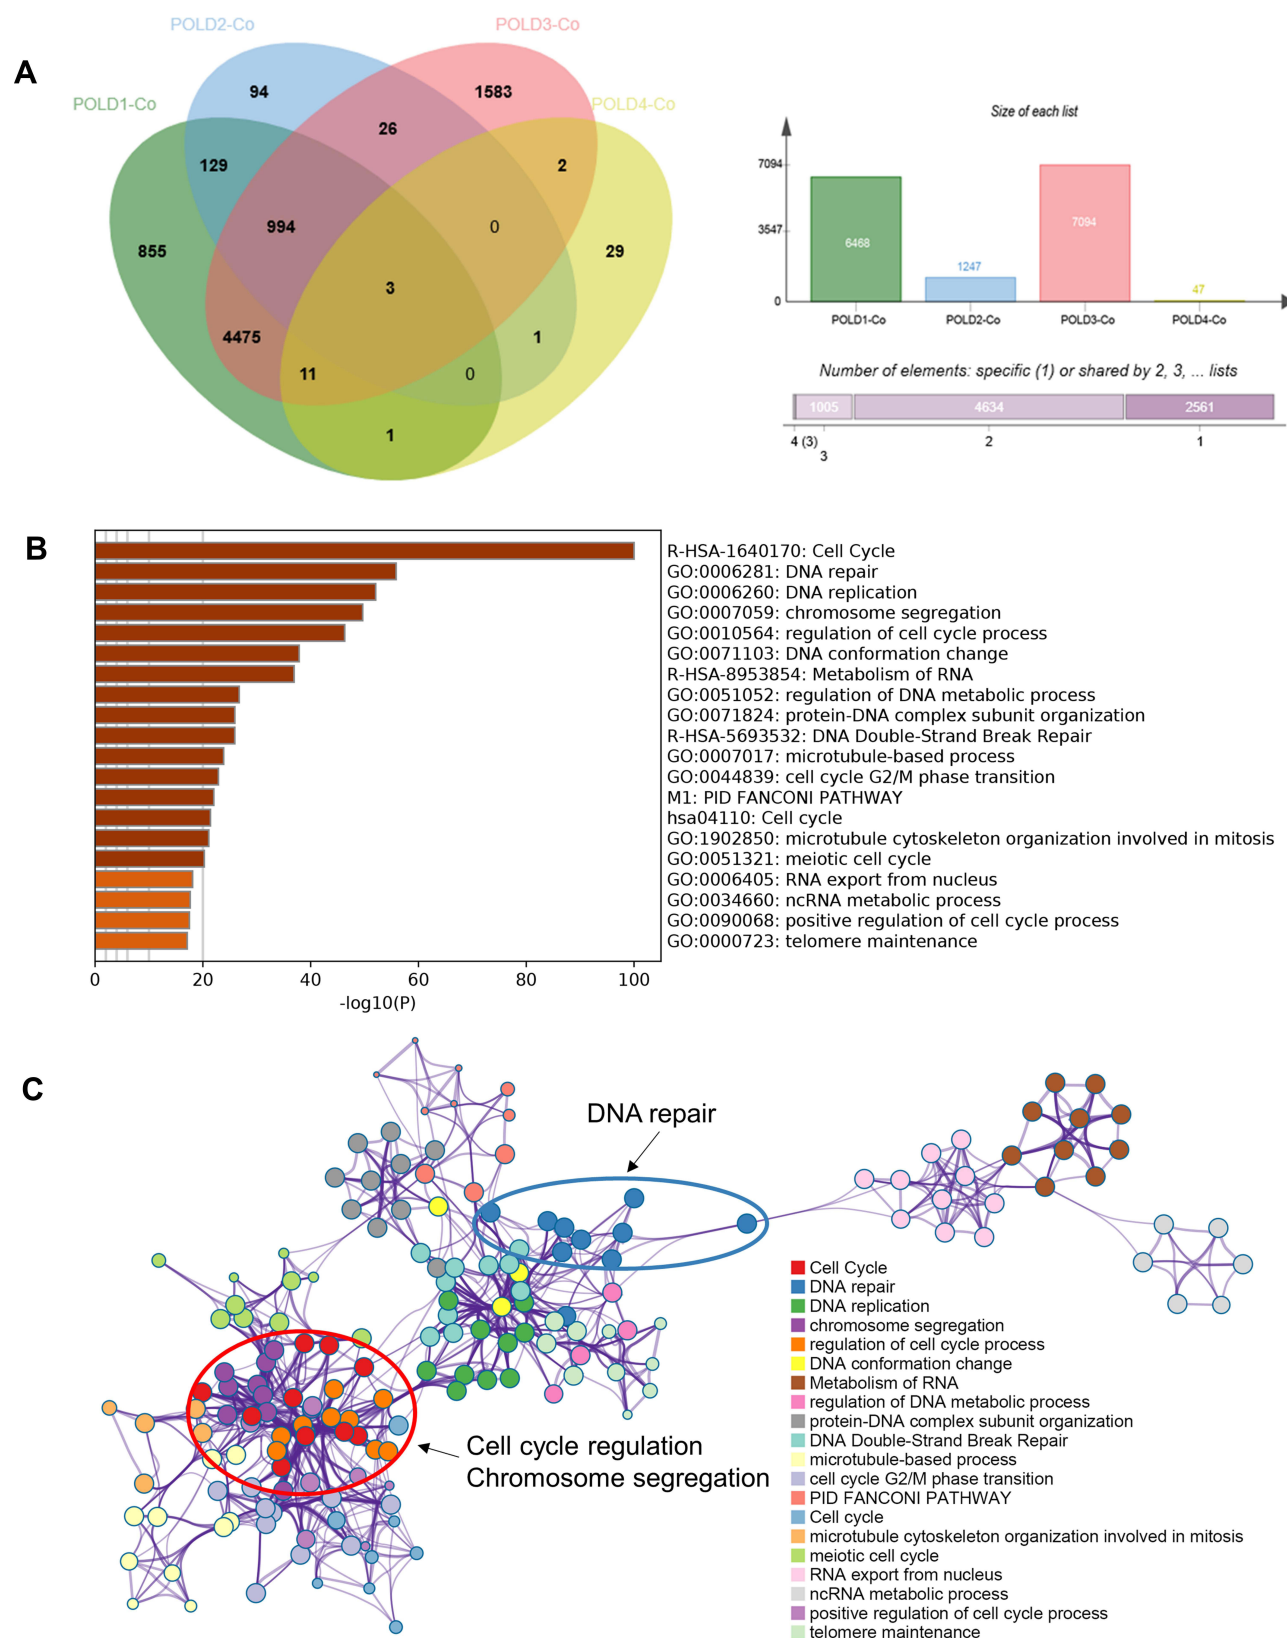 A
POLD2-Co
POLD3-Co
POLD1-Co
POLD4-Co
94
1583
26
129
2
994
0
855
29
3
4475
1
11
0
1
Size of each list
7094
3547
0
6468
1247
7094
47
POLD1-Co
POLD2-Co
POLD3-Co
POLD4-Co
Number of elements: specific (1) or shared by 2, 3, ... lists
1005
4634
2561
4 (3)
3
2
1
B
R-HSA-1640170: Cell Cycle
GO:0006281: DNA repair
GO:0006260: DNA replication
GO:0007059: chromosome segregation
GO:0010564: regulation of cell cycle process
GO:0071103: DNA conformation change
R-HSA-8953854: Metabolism of RNA
GO:0051052: regulation of DNA metabolic process
GO:0071824: protein-DNA complex subunit organization
R-HSA-5693532: DNA Double-Strand Break Repair
GO:0007017: microtubule-based process
GO:0044839: cell cycle G2/M phase transition
M1: PID FANCONI PATHWAY
hsa04110: Cell cycle
GO:1902850: microtubule cytoskeleton organization involved in mitosis
GO:0051321: meiotic cell cycle
GO:0006405: RNA export from nucleus
GO:0034660: ncRNA metabolic process
GO:0090068: positive regulation of cell cycle process
GO:0000723: telomere maintenance
0
20
40
60
80
100
-log10(P)
C
DNA repair
Cell cycle regulation
Chromosome segregation
Cell Cycle
DNA repair
DNA replication
chromosome segregation
regulation of cell cycle process
DNA conformation change
Metabolism of RNA
regulation of DNA metabolic process
protein-DNA complex subunit organization
DNA Double-Strand Break Repair
microtubule-based process
cell cycle G2/M phase transition
PID FANCONI PATHWAY
Cell cycle
microtubule cytoskeleton organization involved in mitosis
meiotic cell cycle
RNA export from nucleus
ncRNA metabolic process
positive regulation of cell cycle process
telomere maintenance